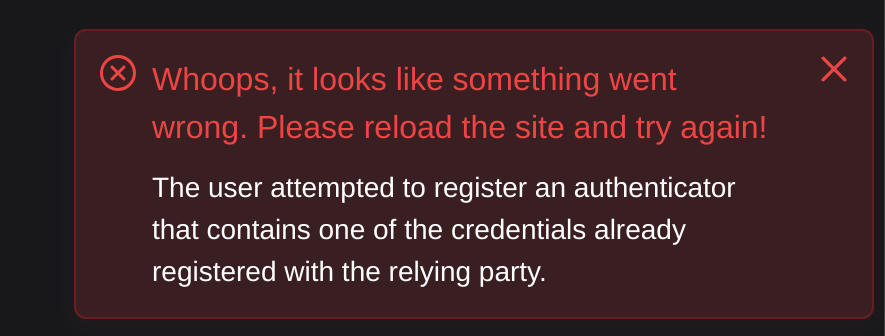 Whoops, it looks like something went
wrong. Please reload the site and try again!
The user attempted to register an authenticator
that contains one of the credentials already
registered with the relying party.